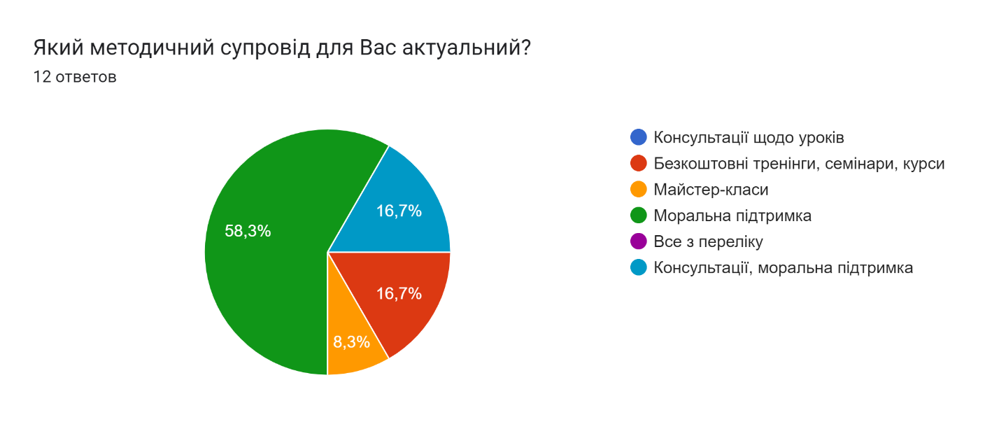 Який методичний супровід для Вас актуальний?
12 ответов
58,3%
16,7%
16,7%
8,3%
Консультації щодо уроків
Безкоштовні тренінги, семінари, курси
Майстер-класи
Моральна підтримка
Все з переліку
Консультації, моральна підтримка